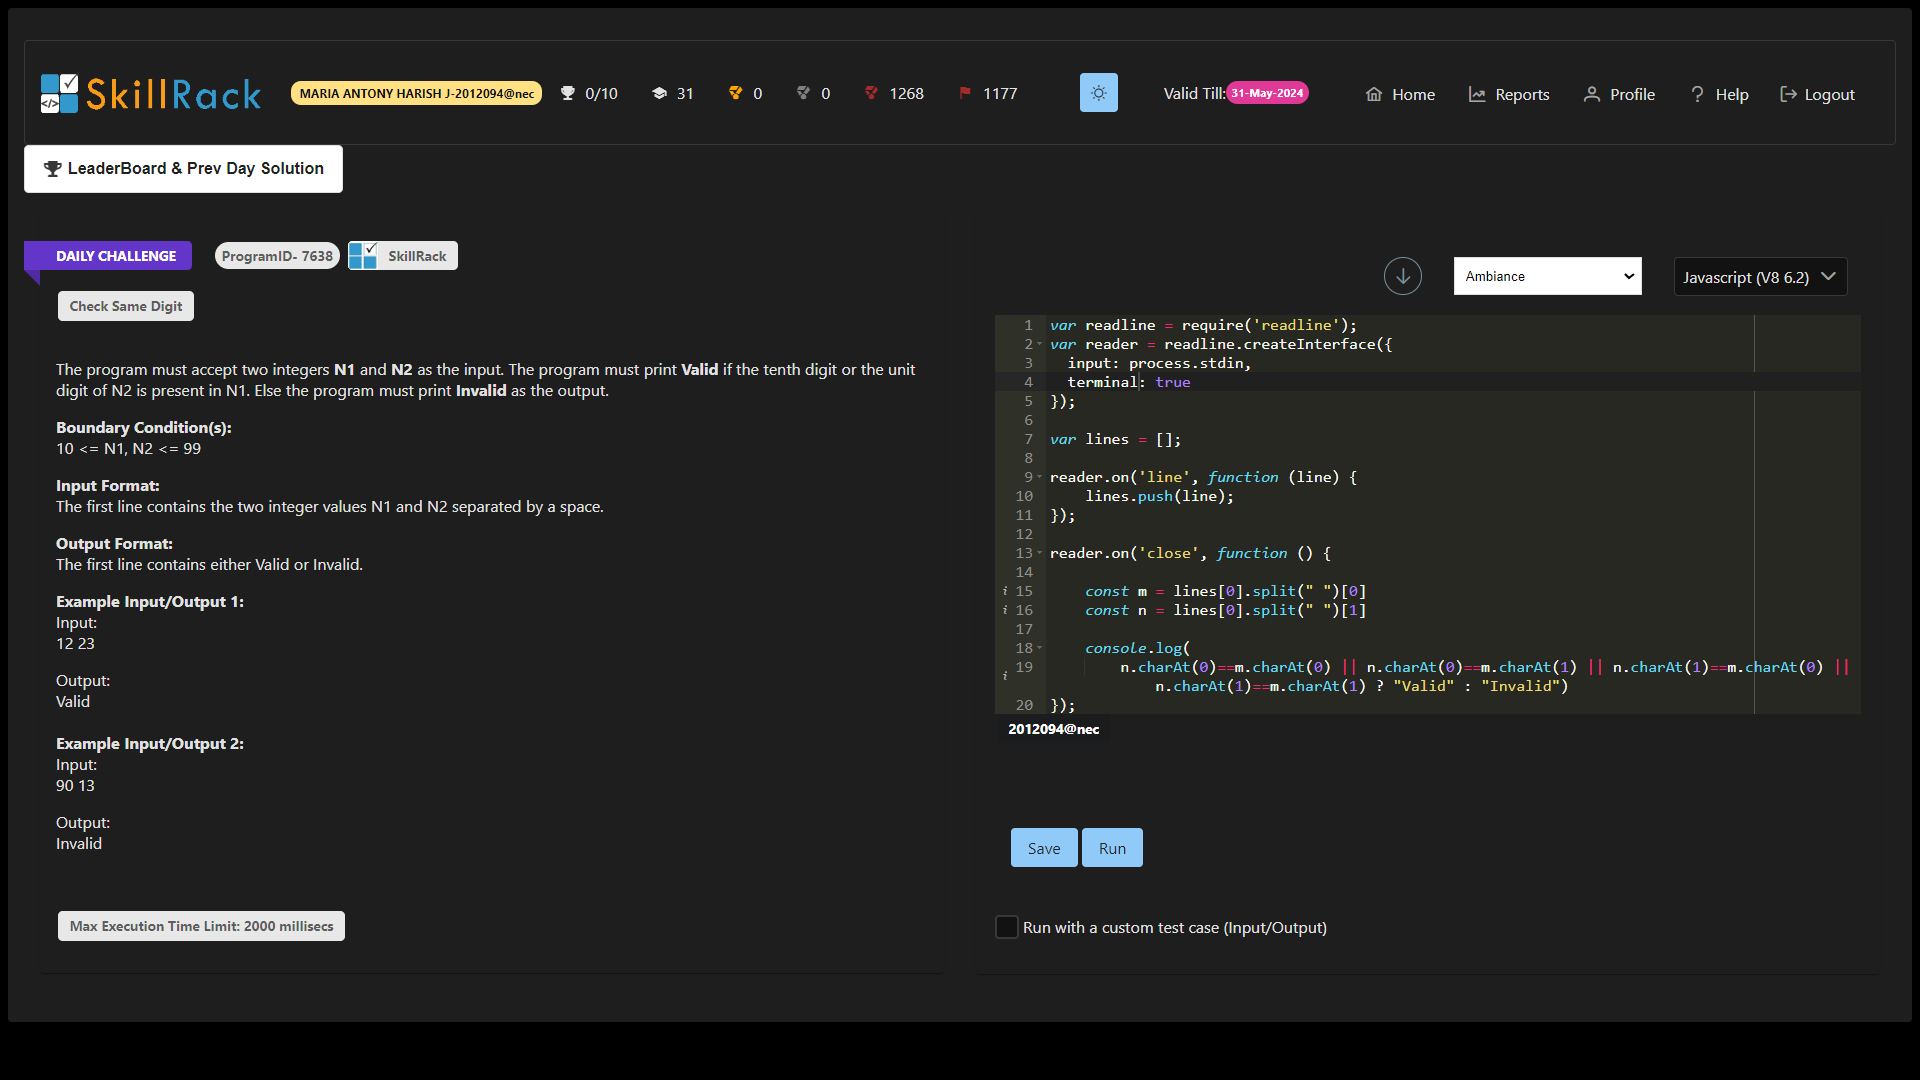 SkillRack MARIA ANTONY HARISH J-2012094@nec 0/10 31 0 0 1268 1177 Valid Till: 31-May-2024 Home Reports Profile Help Logout
LeaderBoard & Prev Day Solution
DAILY CHALLENGE ProgramID- 7638 SkillRack
Check Same Digit
The program must accept two integers N1 and N2 as the input. The program must print Valid if the tenth digit or the unit
digit of N2 is present in N1. Else the program must print Invalid as the output.
Boundary Condition(s):
10 <= N1, N2 <= 99
Input Format:
The first line contains the two integer values N1 and N2 separated by a space.
Output Format:
The first line contains either Valid or Invalid.
Example Input/Output 1:
Input:
12 23
Output:
Valid
Example Input/Output 2:
Input:
90 13
Output:
Invalid
Max Execution Time Limit: 2000 millisecs
Ambiance Javascript (V8 6.2)
1 var readline = require('readline');
2 var reader = readline.createInterface({
3   input: process.stdin,
4   terminal: true
5 });
6
7 var lines = [];
8
9 reader.on('line', function (line) {
10     lines.push(line);
11 });
12
13 reader.on('close', function () {
14
15     const m = lines[0].split(" ")[0]
16     const n = lines[0].split(" ")[1]
17
18     console.log(
19         n.charAt(0)==m.charAt(0) || n.charAt(0)==m.charAt(1) || n.charAt(1)==m.charAt(0) ||
n.charAt(1)==m.charAt(1) ? "Valid" : "Invalid")
20 });
2012094@nec
Save Run
Run with a custom test case (Input/Output)